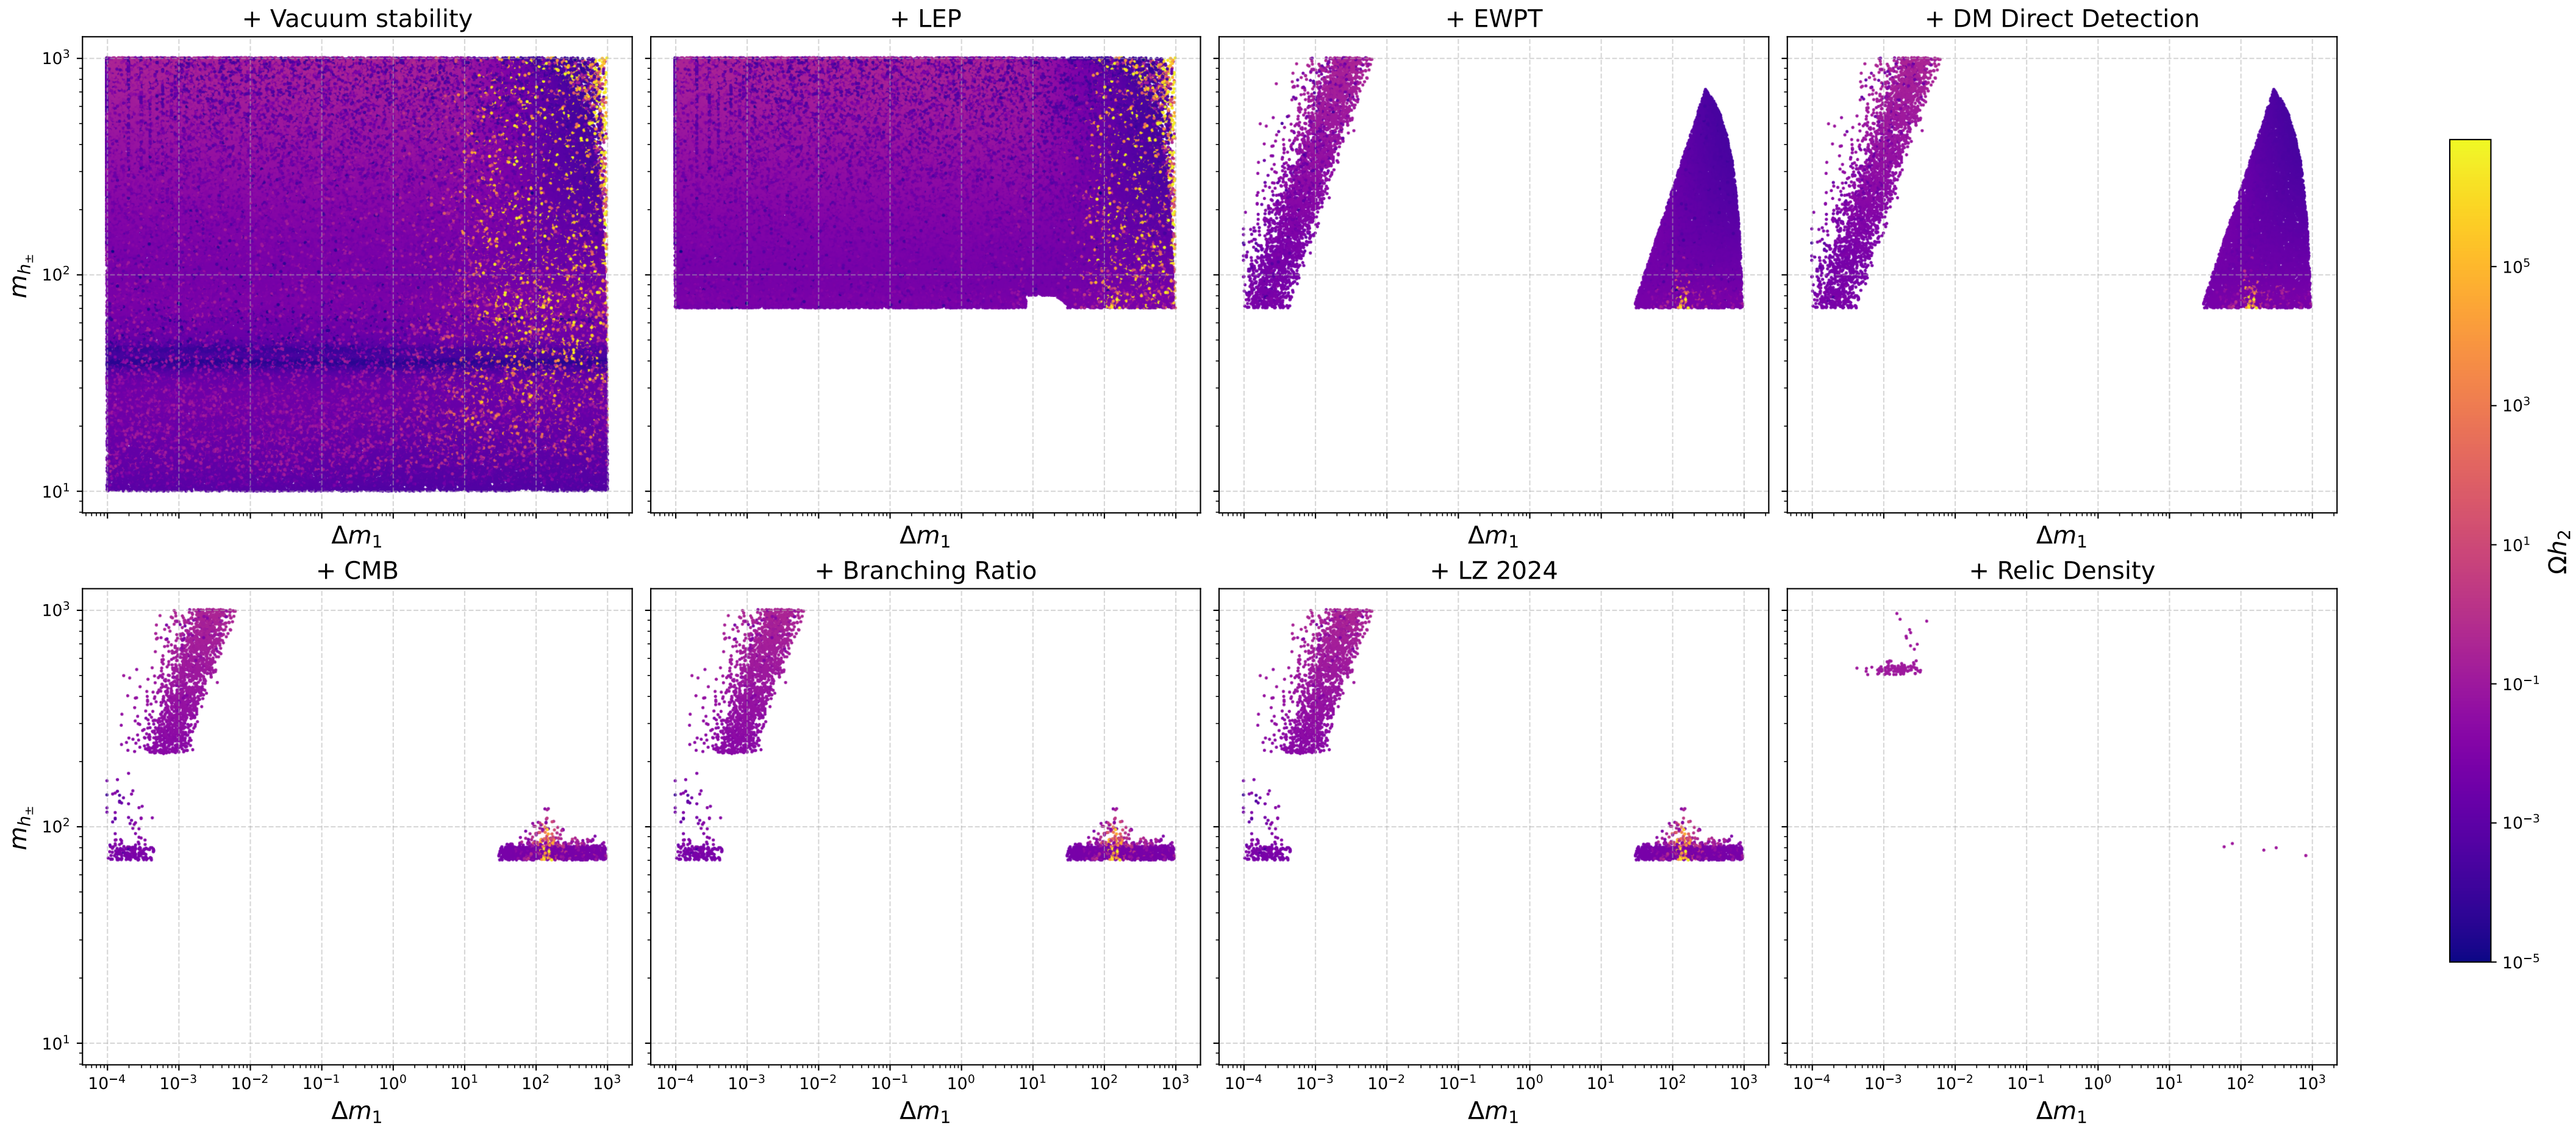 + Vacuum stability
+ LEP
+ EWPT
+ DM Direct Detection
10³
10²
10¹
m_{h_±}
Δm₁
Δm₁
Δm₁
Δm₁
+ CMB
+ Branching Ratio
+ LZ 2024
+ Relic Density
10³
10²
10¹
m_{h_±}
10⁻⁴ 10⁻³ 10⁻² 10⁻¹ 10⁰ 10¹ 10² 10³
10⁻⁴ 10⁻³ 10⁻² 10⁻¹ 10⁰ 10¹ 10² 10³
10⁻⁴ 10⁻³ 10⁻² 10⁻¹ 10⁰ 10¹ 10² 10³
10⁻⁴ 10⁻³ 10⁻² 10⁻¹ 10⁰ 10¹ 10² 10³
Δm₁
Δm₁
Δm₁
Δm₁
10⁵
10³
10¹
10⁻¹
10⁻³
10⁻⁵
Ωh₂